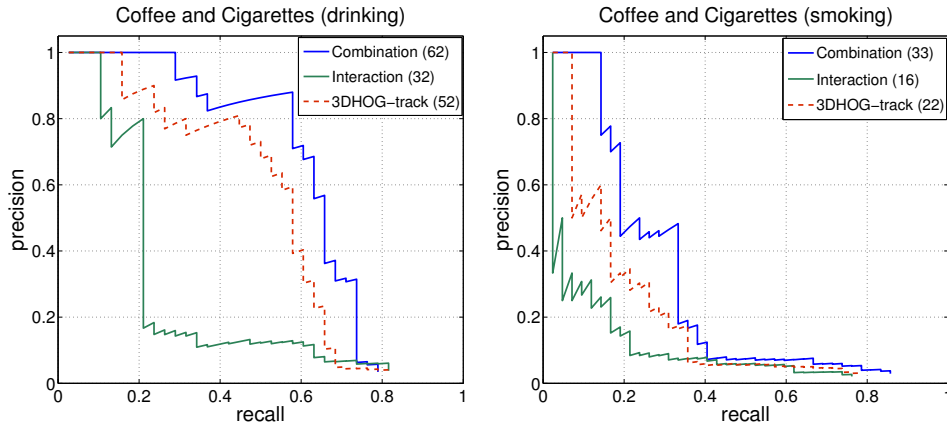 Coffee and Cigarettes (drinking)
1
0.8
0.6
0.4
0.2
0
precision
Combination (62)
Interaction (32)
3DHOG−track (52)
0 0.2 0.4 0.6 0.8 1
recall
Coffee and Cigarettes (smoking)
1
0.8
0.6
0.4
0.2
0
precision
Combination (33)
Interaction (16)
3DHOG−track (22)
0 0.2 0.4 0.6 0.8 1
recall